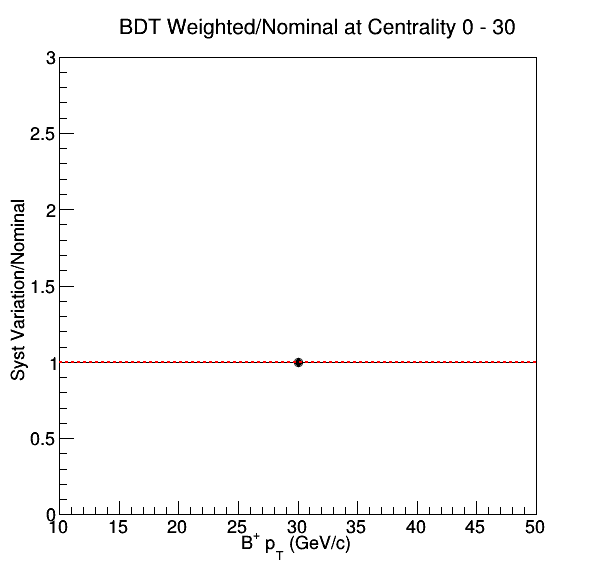 BDT Weighted/Nominal at Centrality 0 - 30
Syst Variation/Nominal
3
2.5
2
1.5
1
0.5
0
10 15 20 25 30 35 40 45 50
B⁺ p_T (GeV/c)